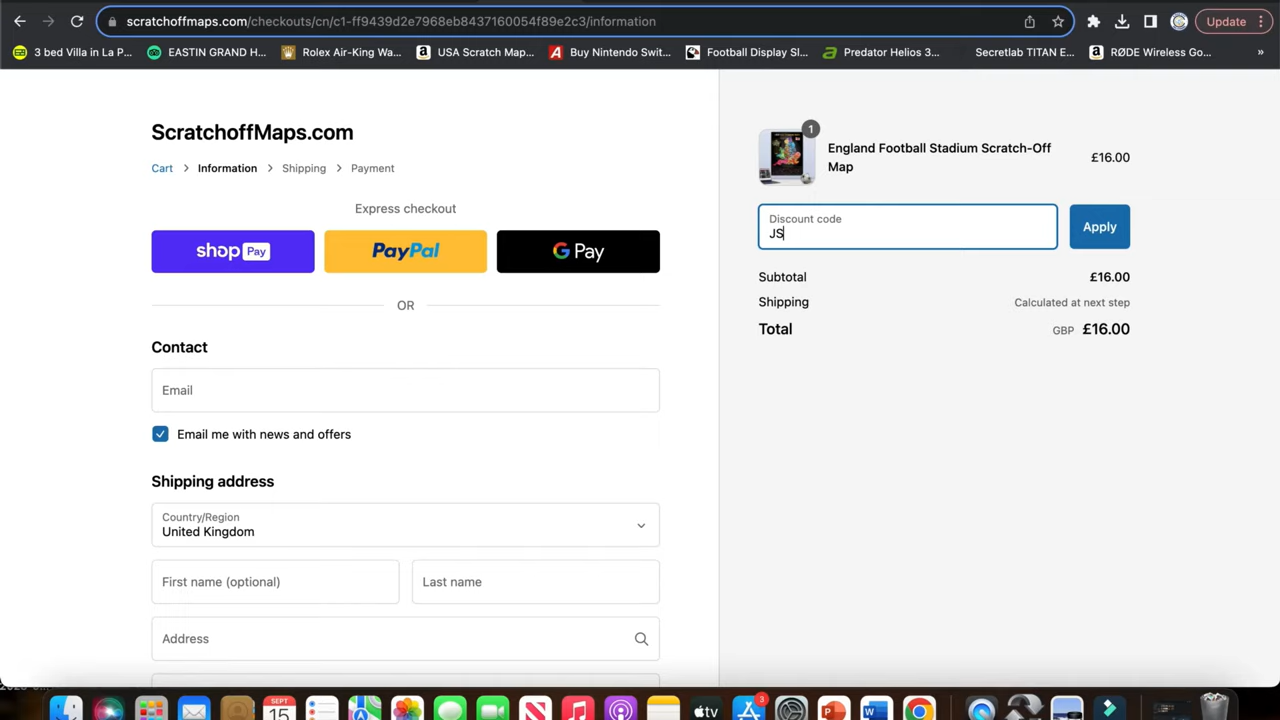 scratchoffmaps.com/checkouts/cn/c1-ff9439d2e7968eb8437160054f89e2c3/information
Update
3 bed Villa in La P...
EASTIN GRAND H...
Rolex Air-King Wa...
USA Scratch Map...
Buy Nintendo Swit...
Football Display Sl...
Predator Helios 3...
Secretlab TITAN E...
RØDE Wireless Go...
»
ScratchoffMaps.com
Cart > Information > Shipping > Payment
Express checkout
shop Pay
PayPal
G Pay
OR
Contact
Email
Email me with news and offers
Shipping address
Country/Region
United Kingdom
First name (optional)
Last name
Address
1
England Football Stadium Scratch-Off
Map
£16.00
Discount code
JS
Apply
Subtotal £16.00
Shipping Calculated at next step
Total GBP £16.00
SEPT
15
tv
3